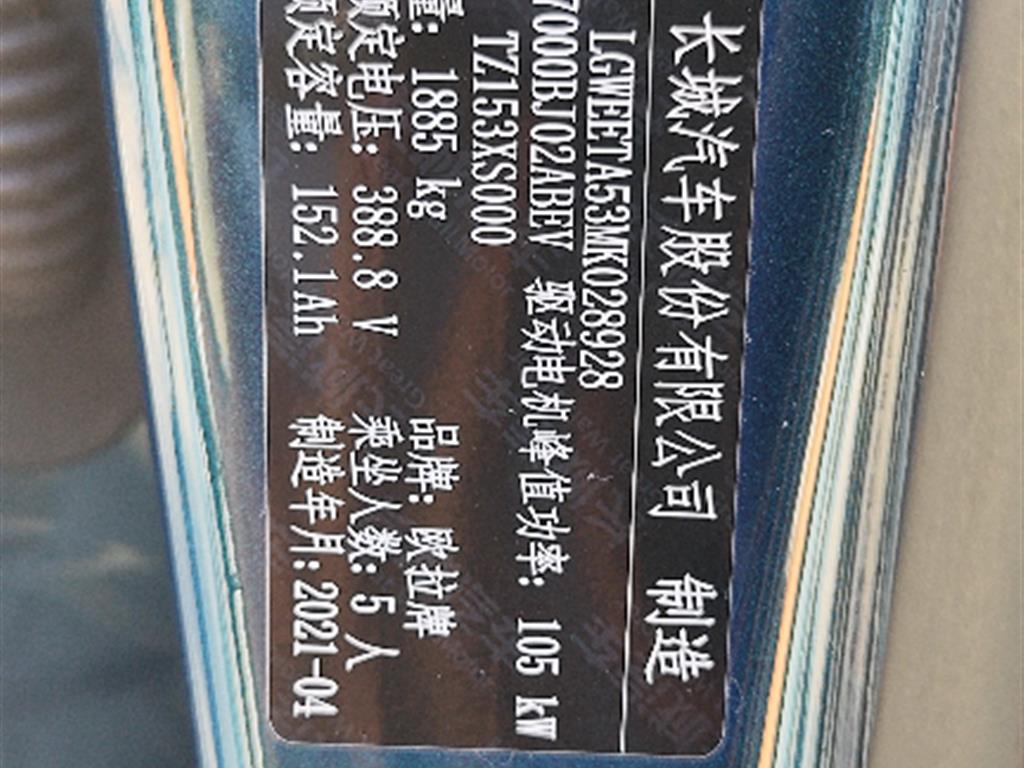 长城汽车股份有限公司 制造
LGWEETA53MK028928
7000BJ02ABEV 驱动电机峰值功率: 105 kW
TZ153XS000
量: 1885 kg 品牌: 欧拉牌
额定电压: 388.8 V 乘坐人数: 5 人
额定容量: 152.1Ah 制造年月:2021-04